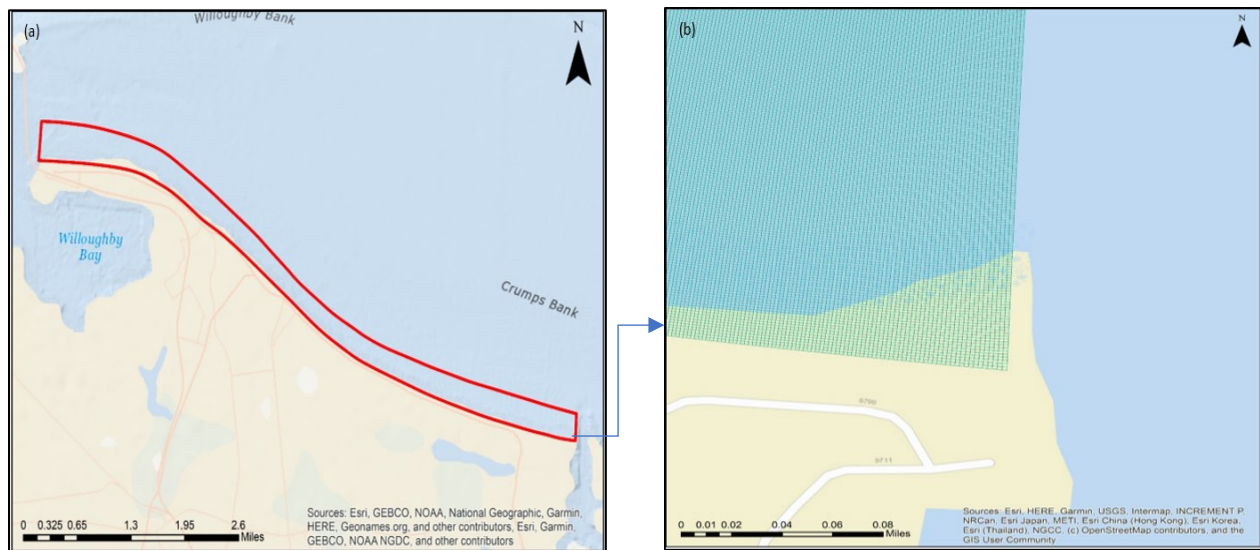 (a)
Willoughby Bank
N
Willoughby
Bay
Crumps Bank
0 0.325 0.65 1.3 1.95 2.6
Miles
Sources: Esri, GEBCO, NOAA, National Geographic, Garmin,
HERE, Geonames.org, and other contributors, Esri, Garmin,
GEBCO, NOAA NGDC, and other contributors
(b)
N
9799
9711
0 0.01 0.02 0.04 0.06 0.08
Miles
Sources: Esri, HERE, Garmin, USGS, Intermap, INCREMENT P,
NRCan, Esri Japan, METI, Esri China (Hong Kong), Esri Korea,
Esri (Thailand), NGCC, (c) OpenStreetMap contributors, and the
GIS User Community